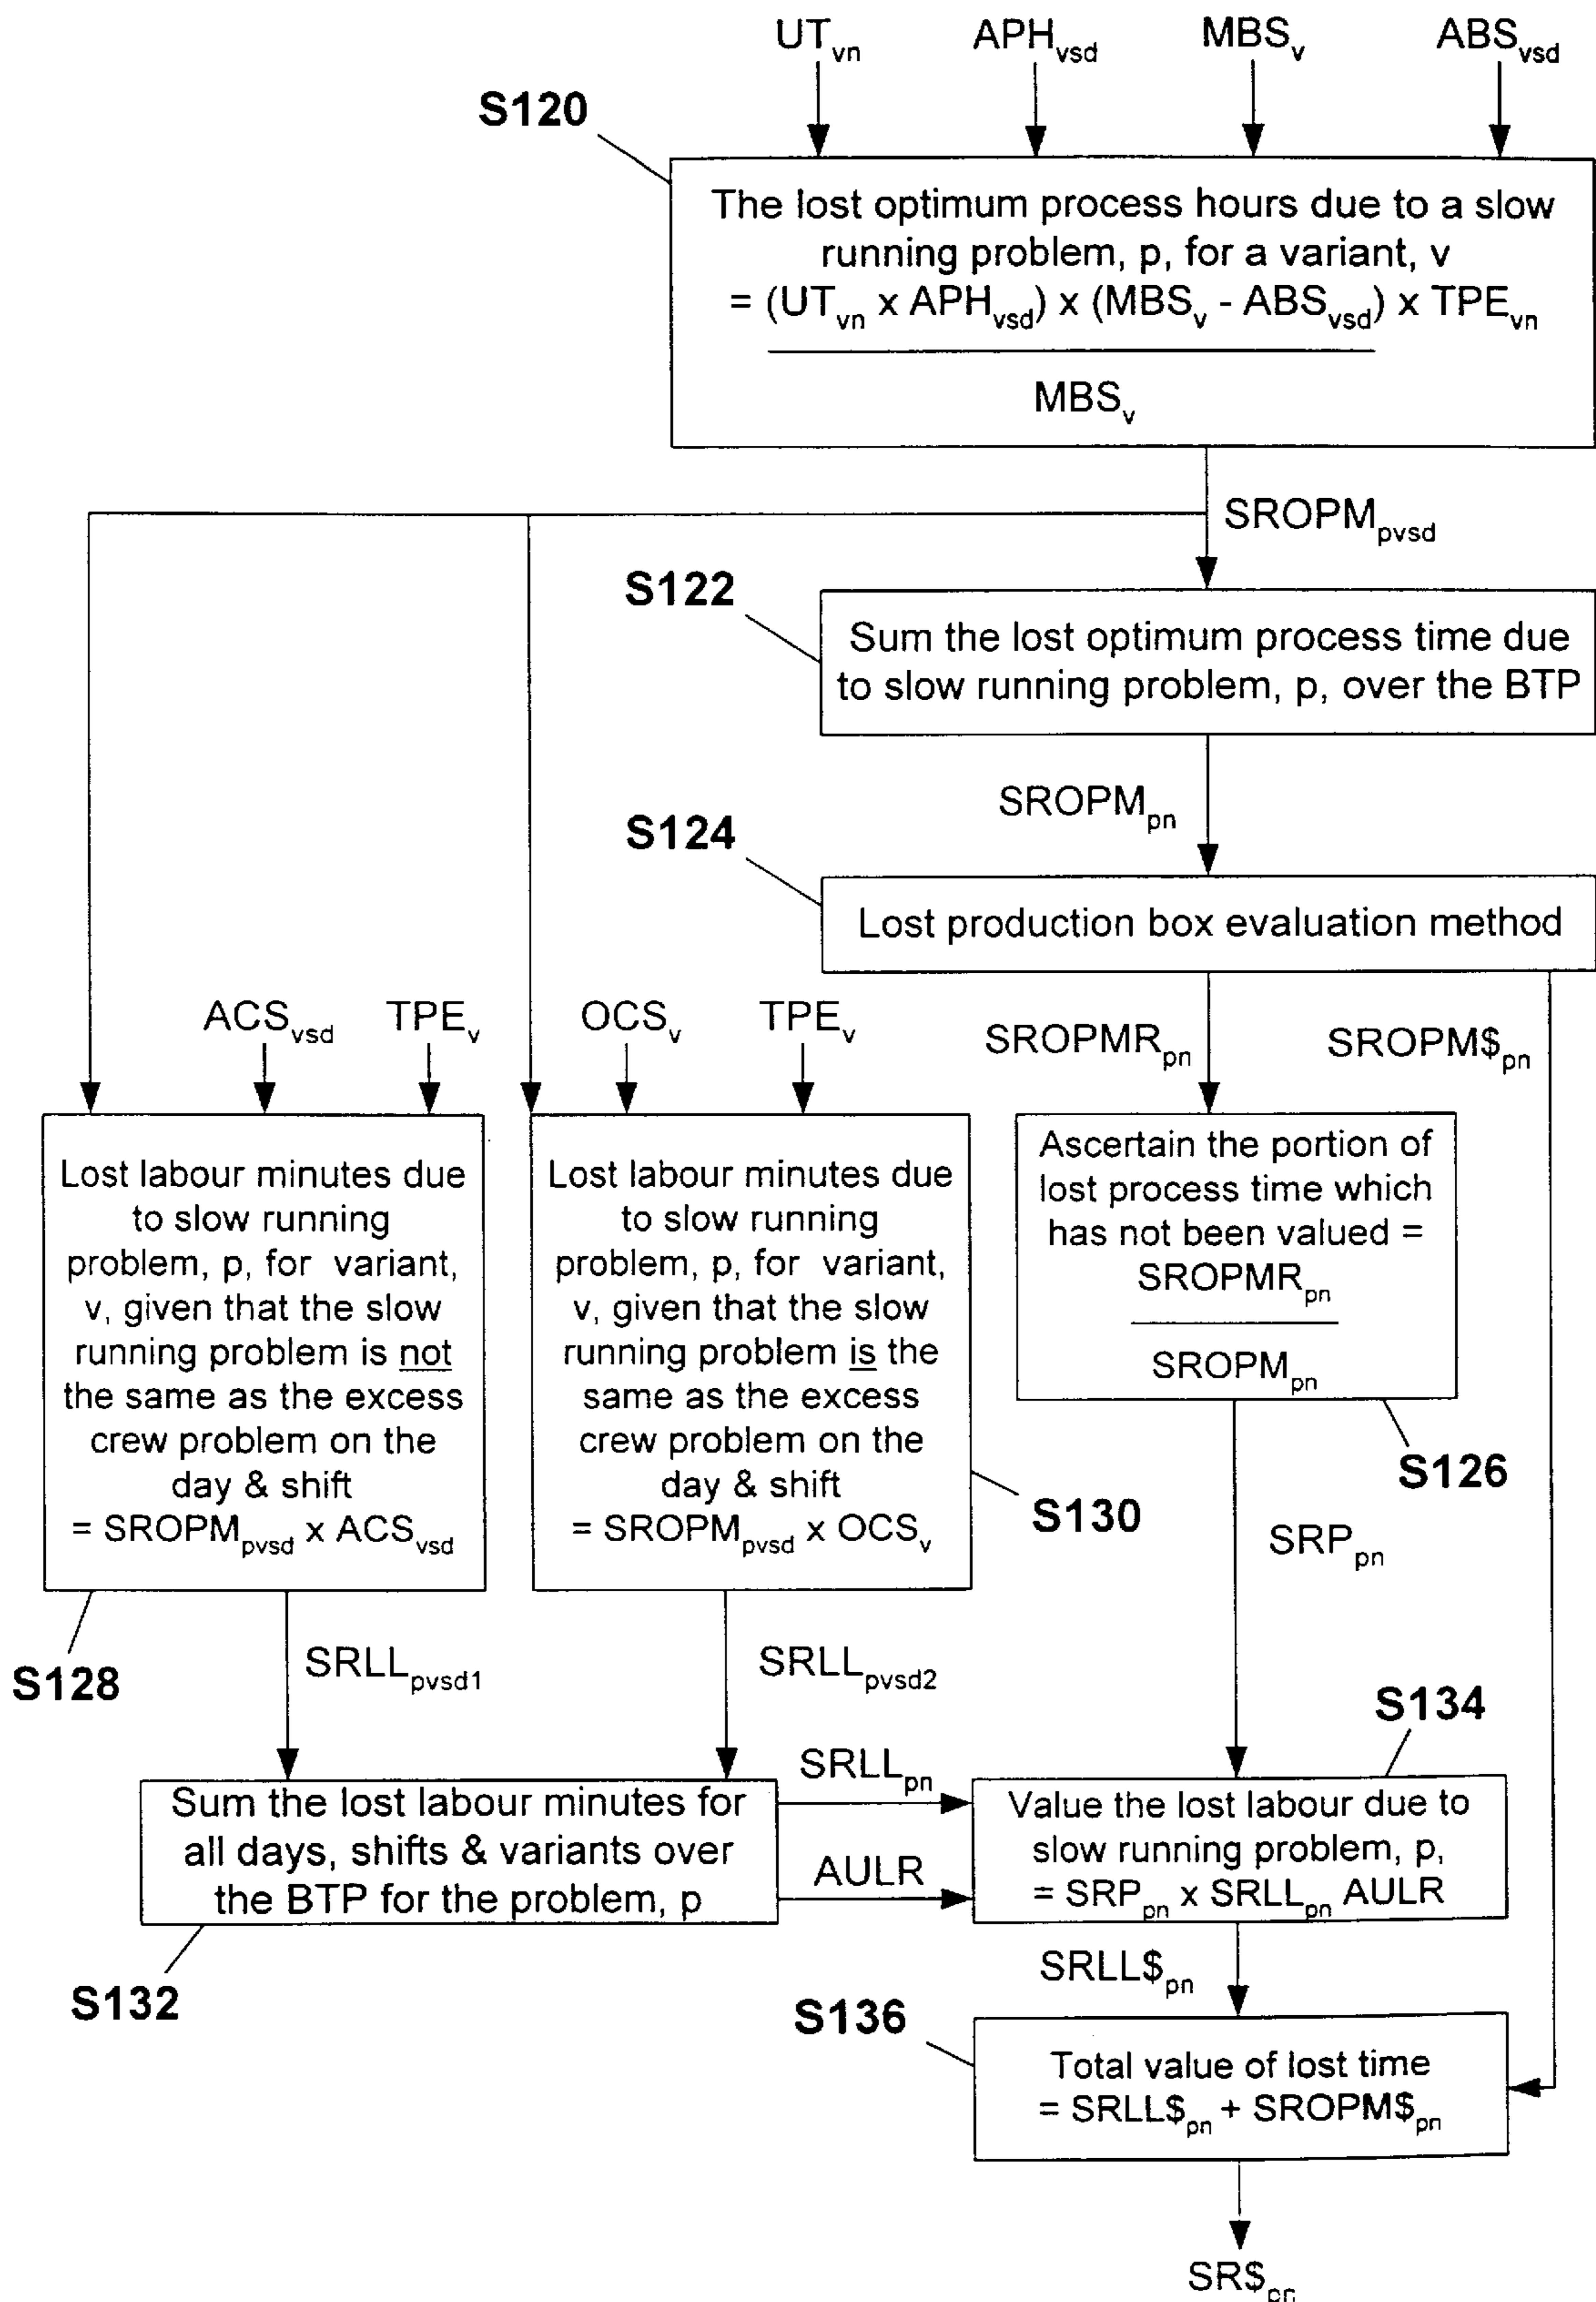 UTvn APHvsd MBSv ABSvsd
S120
The lost optimum process hours due to a slow
running problem, p, for a variant, v
= (UTvn x APHvsd) x (MBSv - ABSvsd) x TPEvn
MBSv
SROPMpvsd
S122
Sum the lost optimum process time due
to slow running problem, p, over the BTP
SROPMpn
S124
Lost production box evaluation method
ACSvsd TPEv OCSv TPEv
SROPMRpn SROPM$pn
Lost labour minutes due
to slow running
problem, p, for variant,
v, given that the slow
running problem is not
the same as the excess
crew problem on the
day & shift
= SROPMpvsd x ACSvsd
S128
Lost labour minutes due
to slow running
problem, p, for variant,
v, given that the slow
running problem is the
same as the excess
crew problem on the
day & shift
= SROPMpvsd x OCSv
S130
Ascertain the portion of
lost process time which
has not been valued =
SROPMRpn
SROPMpn
S126
SRPpn
SRLLpvsd1
SRLLpvsd2
S134
Sum the lost labour minutes for
all days, shifts & variants over
the BTP for the problem, p
S132
SRLLpn
AULR
Value the lost labour due to
slow running problem, p,
= SRPpn x SRLLpn AULR
SRLL$pn
S136
Total value of lost time
= SRLL$pn + SROPM$pn
SR$pn